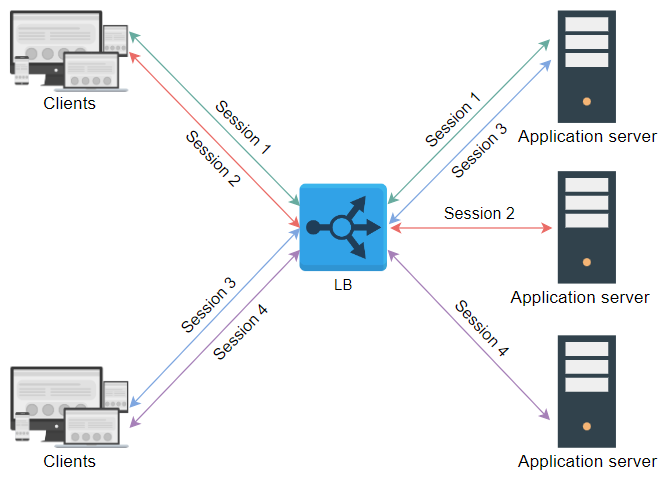 Clients
Session 1
Session 2
Session 1
Session 3
Application server
Session 2
LB
Application server
Session 3
Session 4
Session 4
Clients
Application server